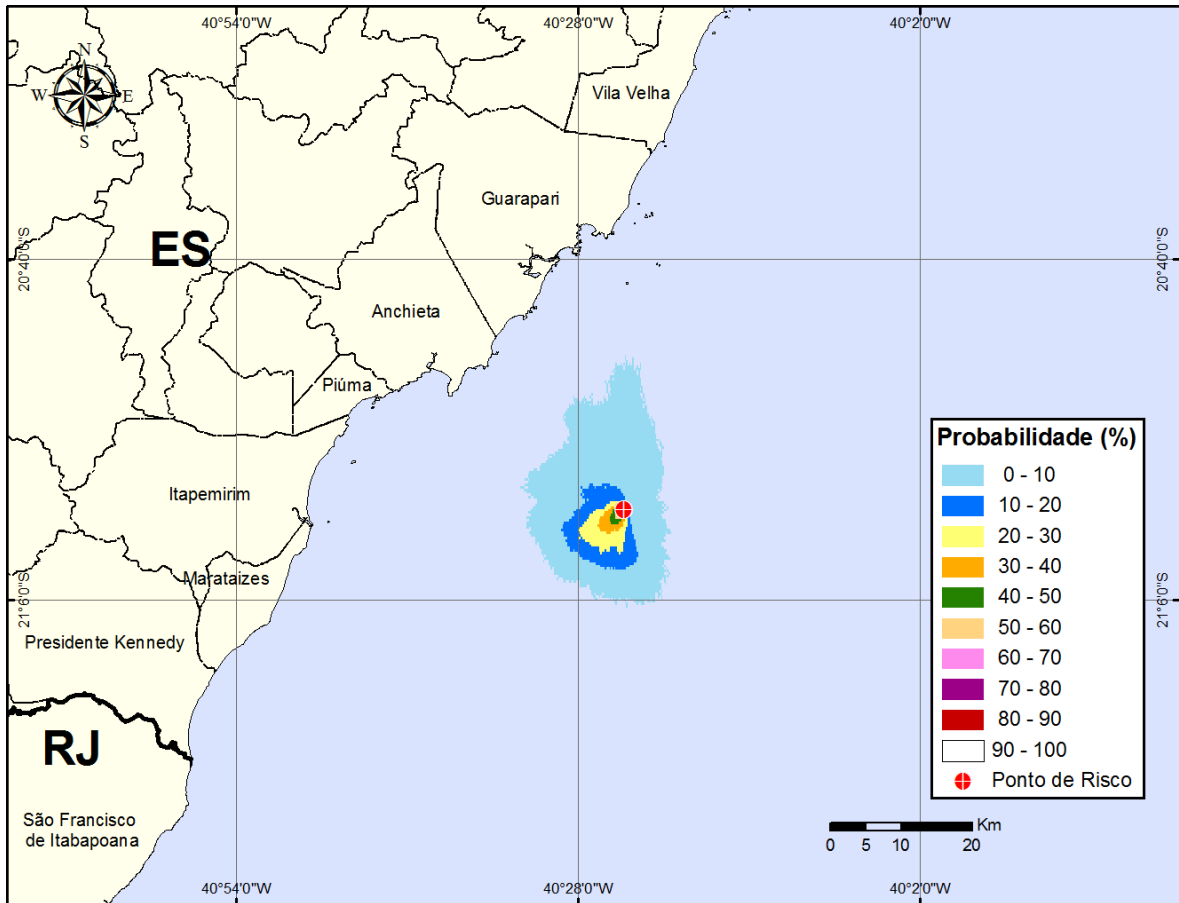 40°54'0"W
40°28'0"W
40°2'0"W
N
W
E
S
Vila Velha
Guarapari
ES
20°40'0"S
20°40'0"S
Anchieta
Piúma
Itapemirim
Marataizes
21°6'0"S
21°6'0"S
Presidente Kennedy
RJ
São Francisco
de Itabapoana
Probabilidade (%)
0 - 10
10 - 20
20 - 30
30 - 40
40 - 50
50 - 60
60 - 70
70 - 80
80 - 90
90 - 100
Ponto de Risco
Km
0 5 10 20
40°54'0"W
40°28'0"W
40°2'0"W